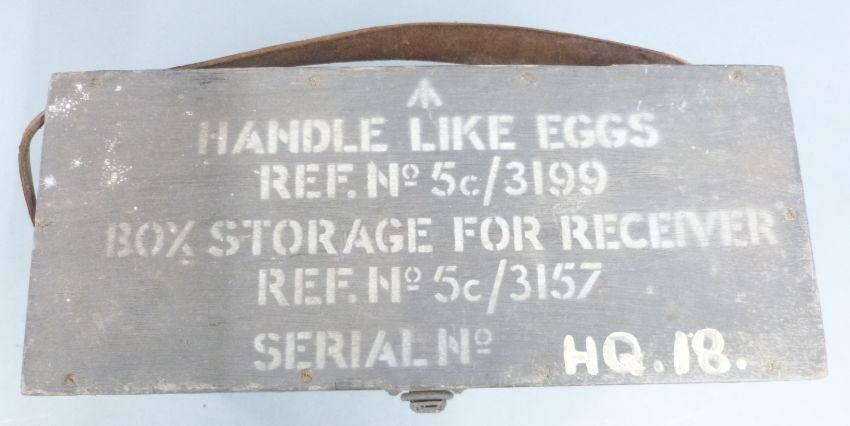 HANDLE LIKE EGGS
REF. Nº 5c/3199
BOX STORAGE FOR RECEIVER
REF. Nº 5c/3157
SERIAL Nº HQ.18.